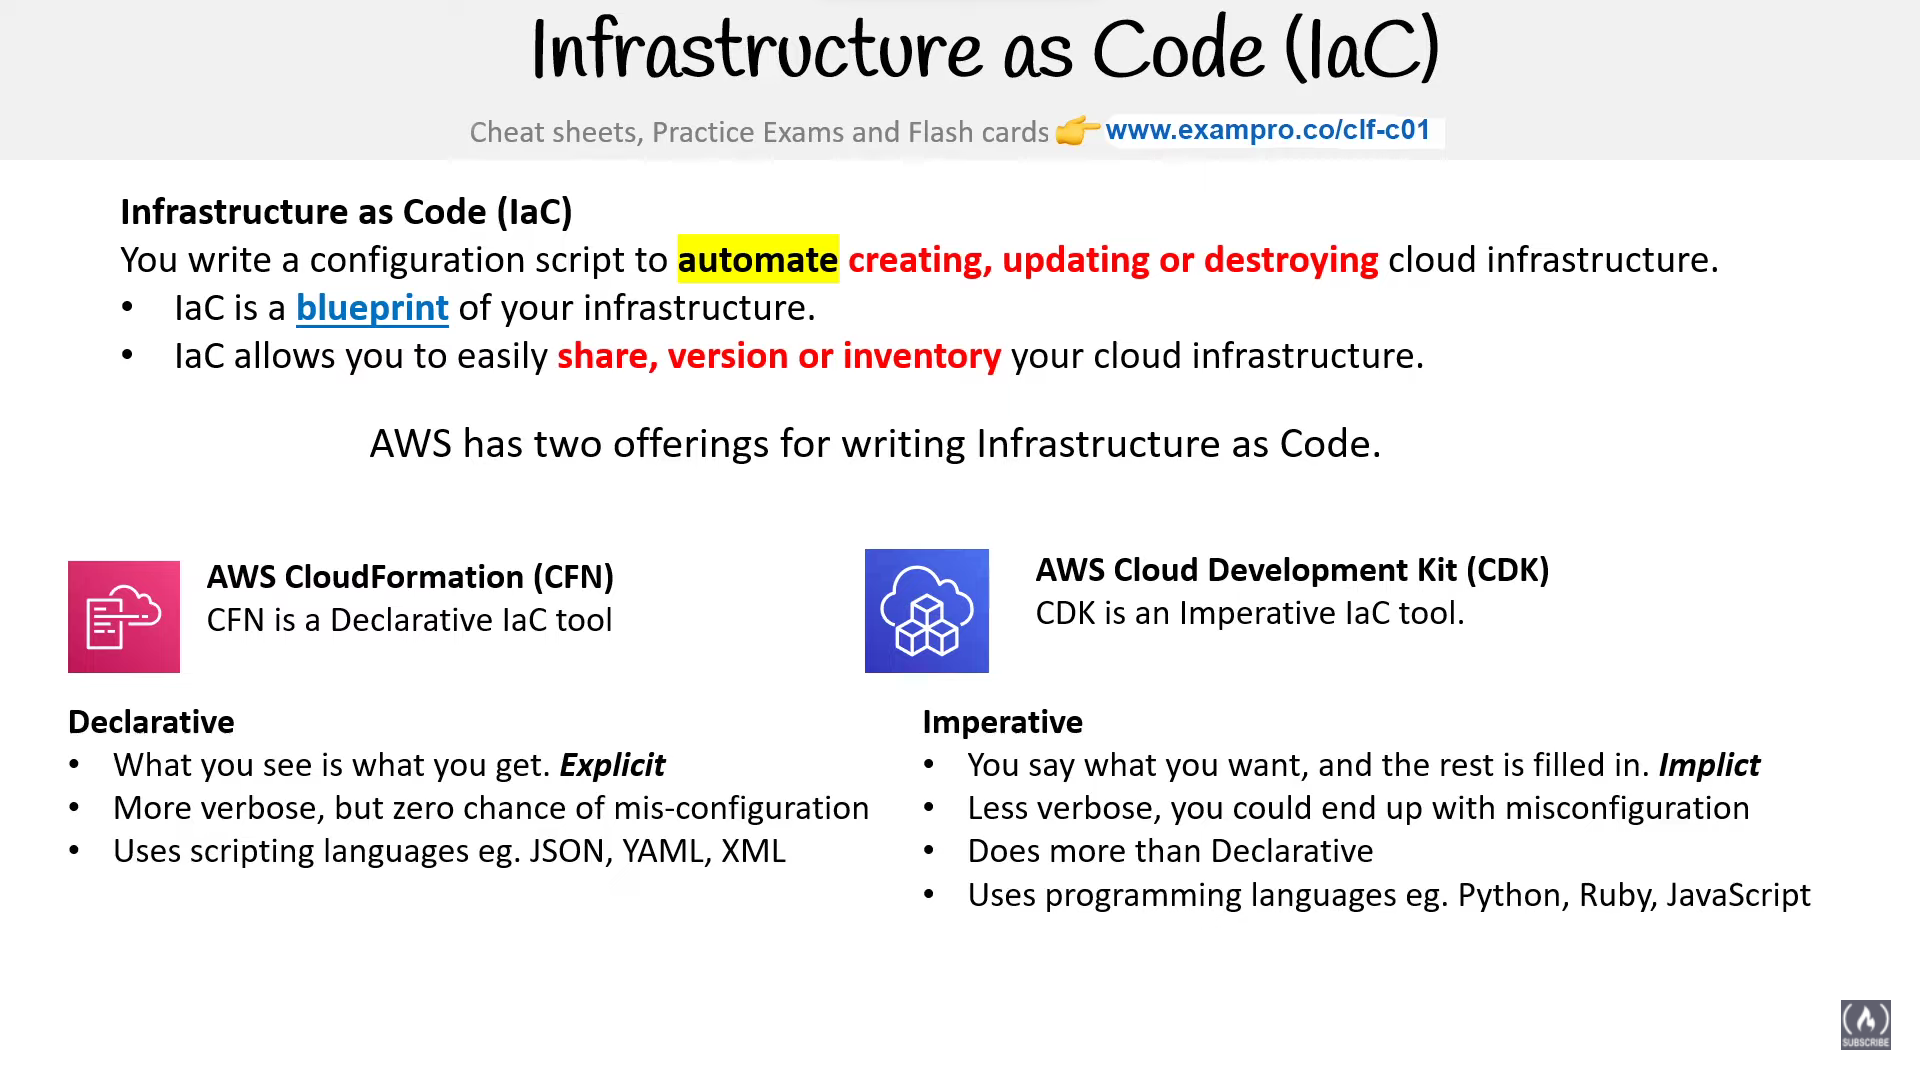 Infrastructure as Code (IaC)
Cheat sheets, Practice Exams and Flash cards 👉 www.exampro.co/clf-c01
Infrastructure as Code (IaC)
You write a configuration script to automate creating, updating or destroying cloud infrastructure.
• IaC is a blueprint of your infrastructure.
• IaC allows you to easily share, version or inventory your cloud infrastructure.
AWS has two offerings for writing Infrastructure as Code.
AWS CloudFormation (CFN)
CFN is a Declarative IaC tool
AWS Cloud Development Kit (CDK)
CDK is an Imperative IaC tool.
Declarative
• What you see is what you get. Explicit
• More verbose, but zero chance of mis-configuration
• Uses scripting languages eg. JSON, YAML, XML
Imperative
• You say what you want, and the rest is filled in. Implict
• Less verbose, you could end up with misconfiguration
• Does more than Declarative
• Uses programming languages eg. Python, Ruby, JavaScript
SUBSCRIBE